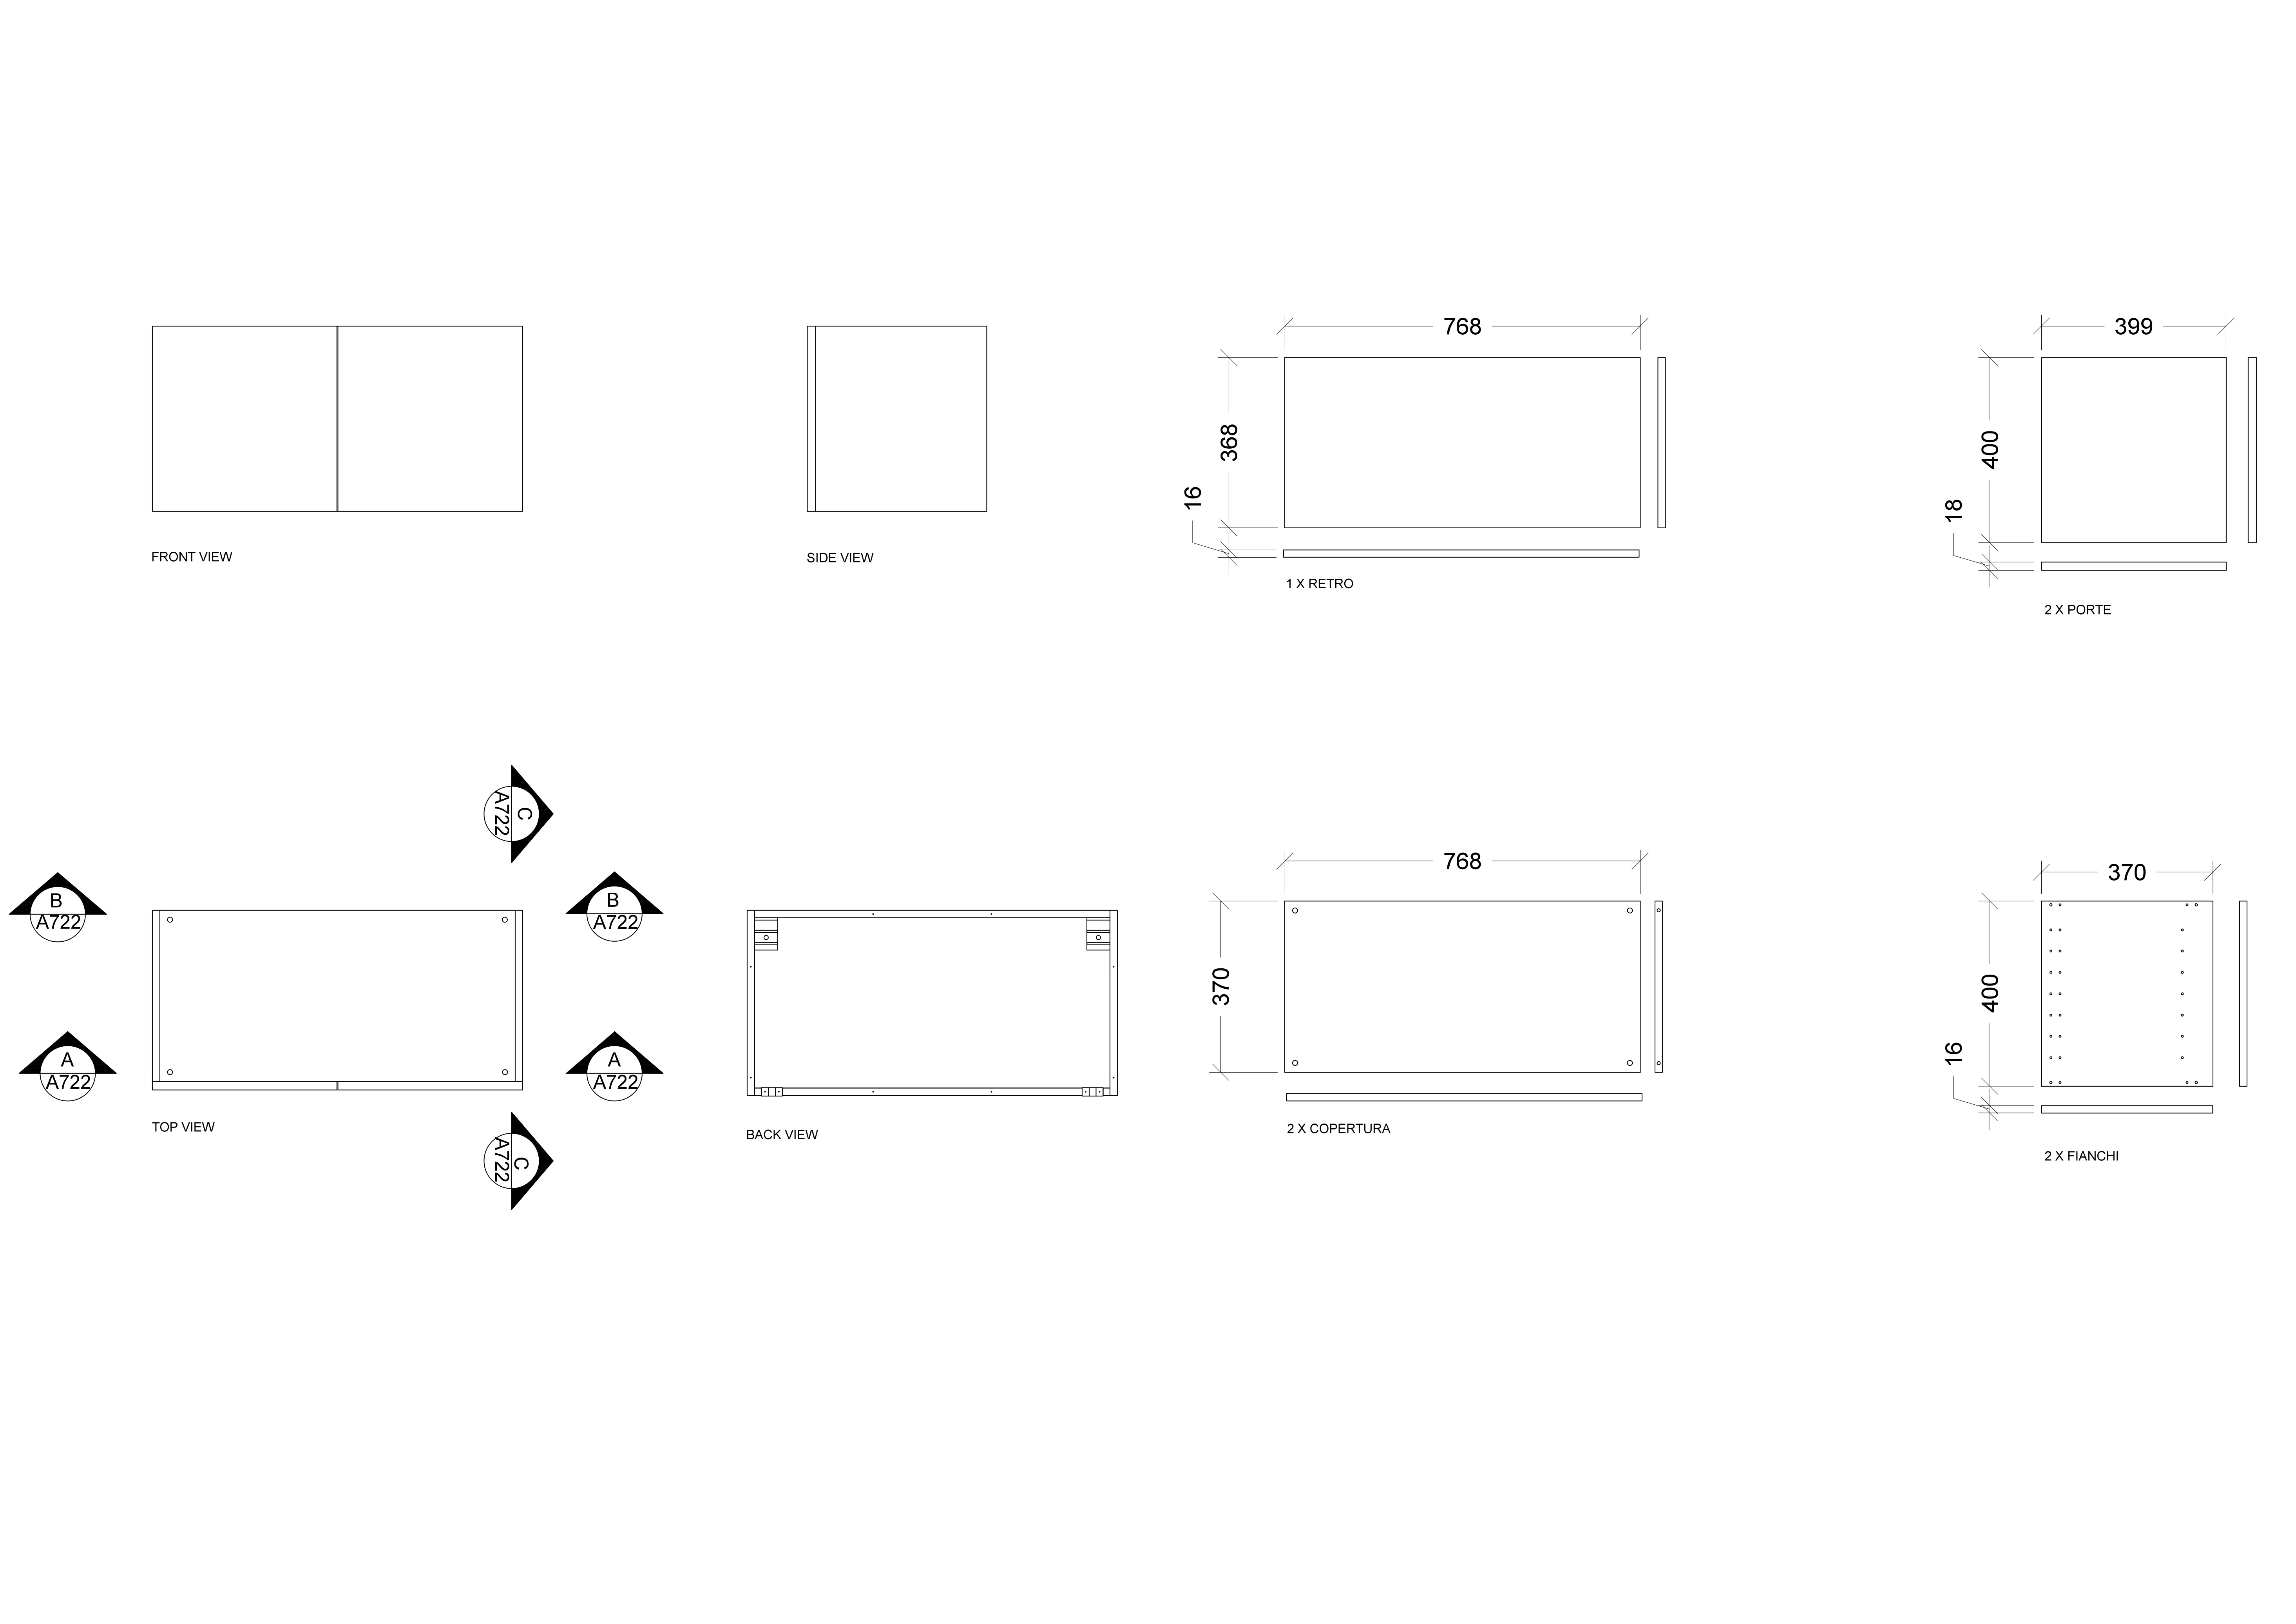 FRONT VIEW
SIDE VIEW
768
368
16
1 X RETRO
399
400
18
2 X PORTE
C
A722
B
A722
B
A722
A
A722
A
A722
C
A722
TOP VIEW
BACK VIEW
768
370
2 X COPERTURA
370
400
16
2 X FIANCHI